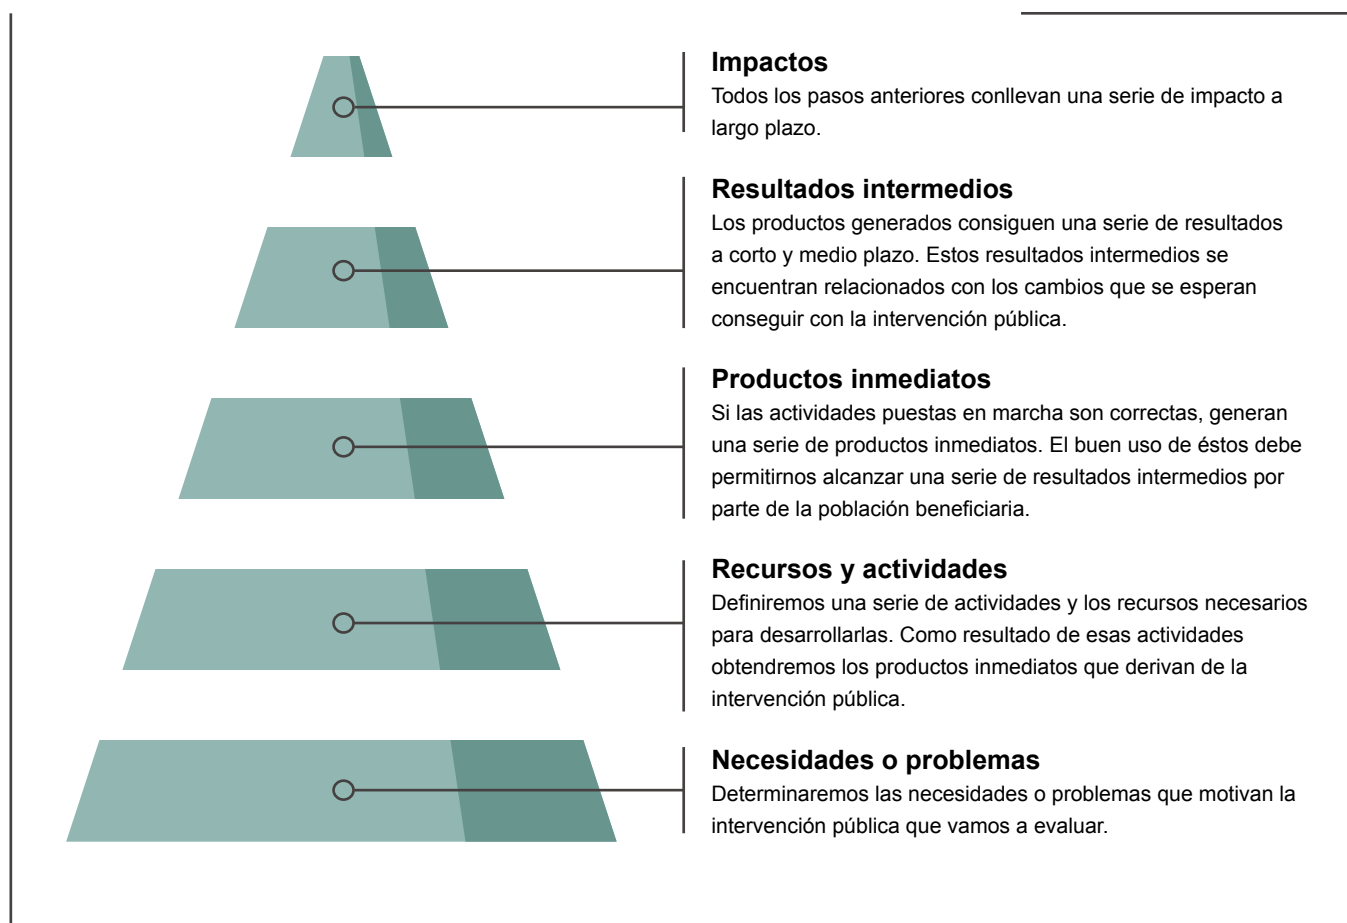 Impactos
Todos los pasos anteriores conllevan una serie de impacto a
largo plazo.
Resultados intermedios
Los productos generados consiguen una serie de resultados
a corto y medio plazo. Estos resultados intermedios se
encuentran relacionados con los cambios que se esperan
conseguir con la intervención pública.
Productos inmediatos
Si las actividades puestas en marcha son correctas, generan
una serie de productos inmediatos. El buen uso de éstos debe
permitirnos alcanzar una serie de resultados intermedios por
parte de la población beneficiaria.
Recursos y actividades
Definiremos una serie de actividades y los recursos necesarios
para desarrollarlas. Como resultado de esas actividades
obtendremos los productos inmediatos que derivan de la
intervención pública.
Necesidades o problemas
Determinaremos las necesidades o problemas que motivan la
intervención pública que vamos a evaluar.